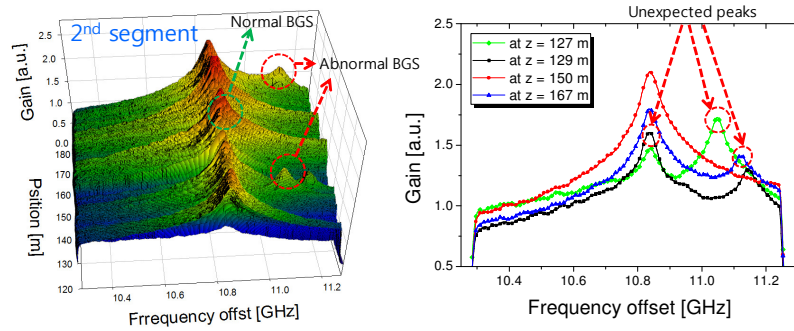 2nd segment
Normal BGS
Abnormal BGS
Gain [a.u.]
2.5
2.0
1.5
1.0
0.5
0.0
180
170
160
150
140
130
120
Position [m]
10.4
10.6
10.8
11.0
11.2
Frrequency offst [GHz]
Unexpected peaks
at z = 127 m
at z = 129 m
at z = 150 m
at z = 167 m
Gain [a.u.]
2.5
2.0
1.5
1.0
0.5
10.4
10.6
10.8
11.0
11.2
Frrequency offset [GHz]